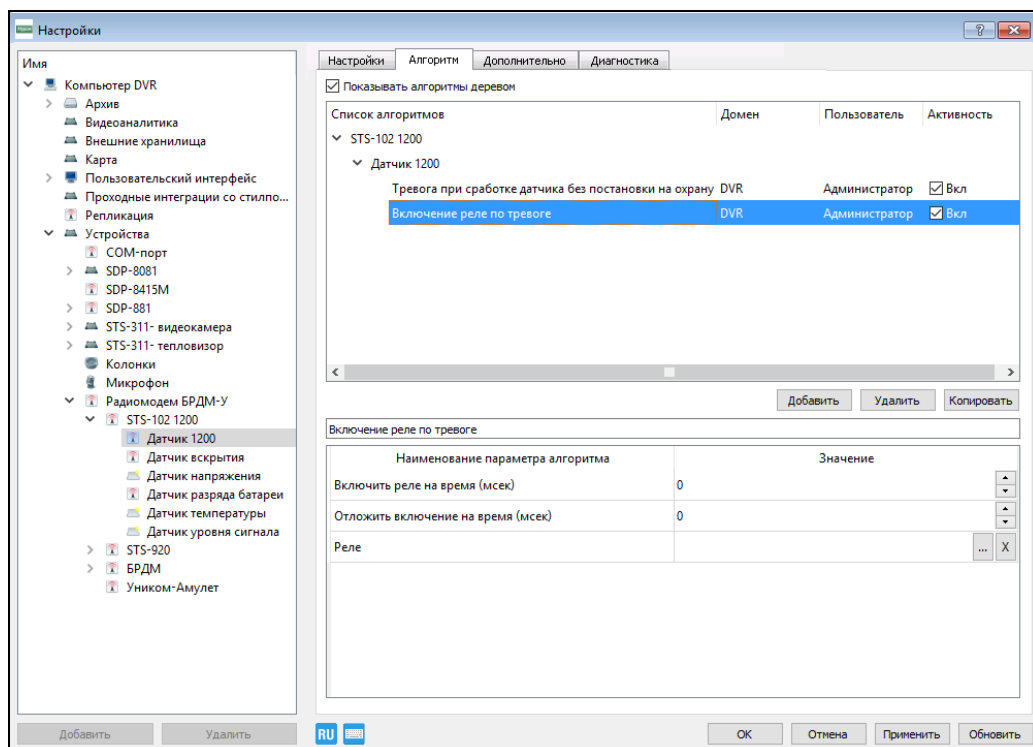 Настройки
Имя
Компьютер DVR
Архив
Видеоаналитика
Внешние хранилища
Карта
Пользовательский интерфейс
Проходные интеграции со стилпо...
Репликация
Устройства
COM-порт
SDP-8081
SDP-8415M
SDP-881
STS-311- видеокамера
STS-311- тепловизор
Колонки
Микрофон
Радиомодем БРДМ-У
STS-102 1200
Датчик 1200
Датчик вскрытия
Датчик напряжения
Датчик разряда батареи
Датчик температуры
Датчик уровня сигнала
STS-920
БРДМ
Уником-Амулет
Добавить Удалить
Настройки Алгоритм Дополнительно Диагностика
Показывать алгоритмы деревом
Список алгоритмов Домен Пользователь Активность
STS-102 1200
Датчик 1200
Тревога при сработке датчика без постановки на охрану DVR Администратор Вкл
Включение реле по тревоге DVR Администратор Вкл
Добавить Удалить Копировать
Включение реле по тревоге
Наименование параметра алгоритма Значение
Включить реле на время (мсек) 0
Отложить включение на время (мсек) 0
Реле ... X
RU OK Отмена Применить Обновить